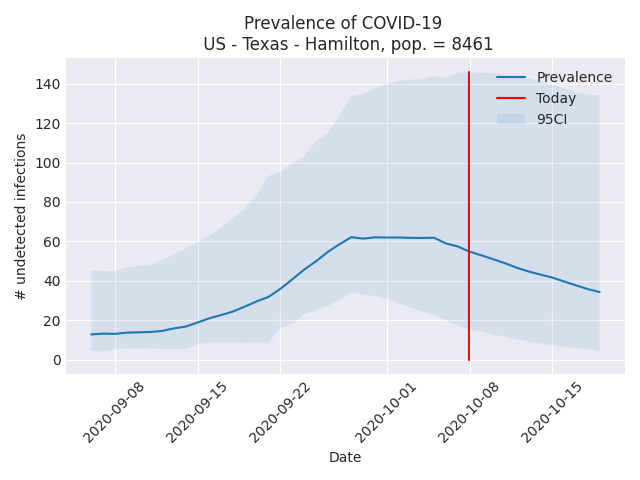 Prevalence of COVID-19
US - Texas - Hamilton, pop. = 8461
# undetected infections
140
120
100
80
60
40
20
0
Prevalence
Today
95CI
2020-09-08
2020-09-15
2020-09-22
2020-10-01
2020-10-08
2020-10-15
Date